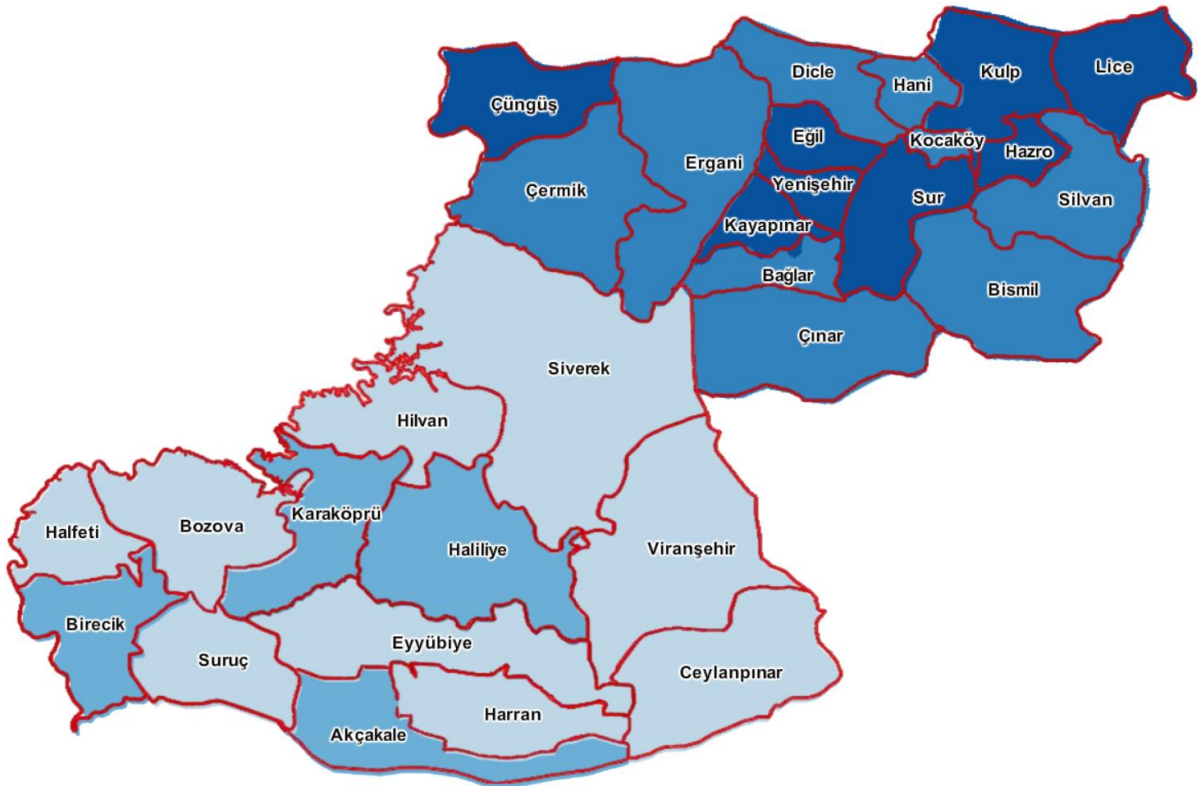 Lice
Dicle
Kulp
Hani
Çüngüş
Eğil
Kocaköy
Hazro
Ergani
Yenişehir
Çermik
Sur
Silvan
Kayapınar
Bağlar
Bismil
Çınar
Siverek
Hilvan
Karaköprü
Bozova
Halfeti
Haliliye
Viranşehir
Birecik
Eyyübiye
Suruç
Ceylanpınar
Harran
Akçakale